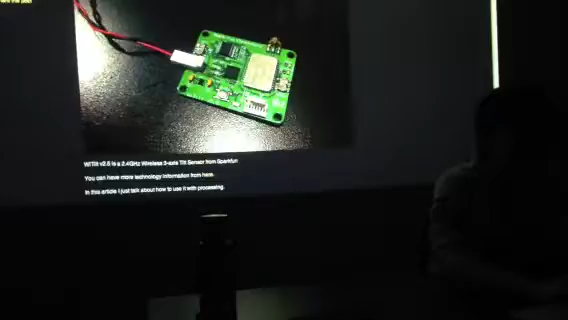 WiTilt v2.5 is a 2.4GHz Wireless 3-axis Tilt Sensor from Sparkfun
You can have more technology information from here.
In this article I just talk about how to use it with processing.